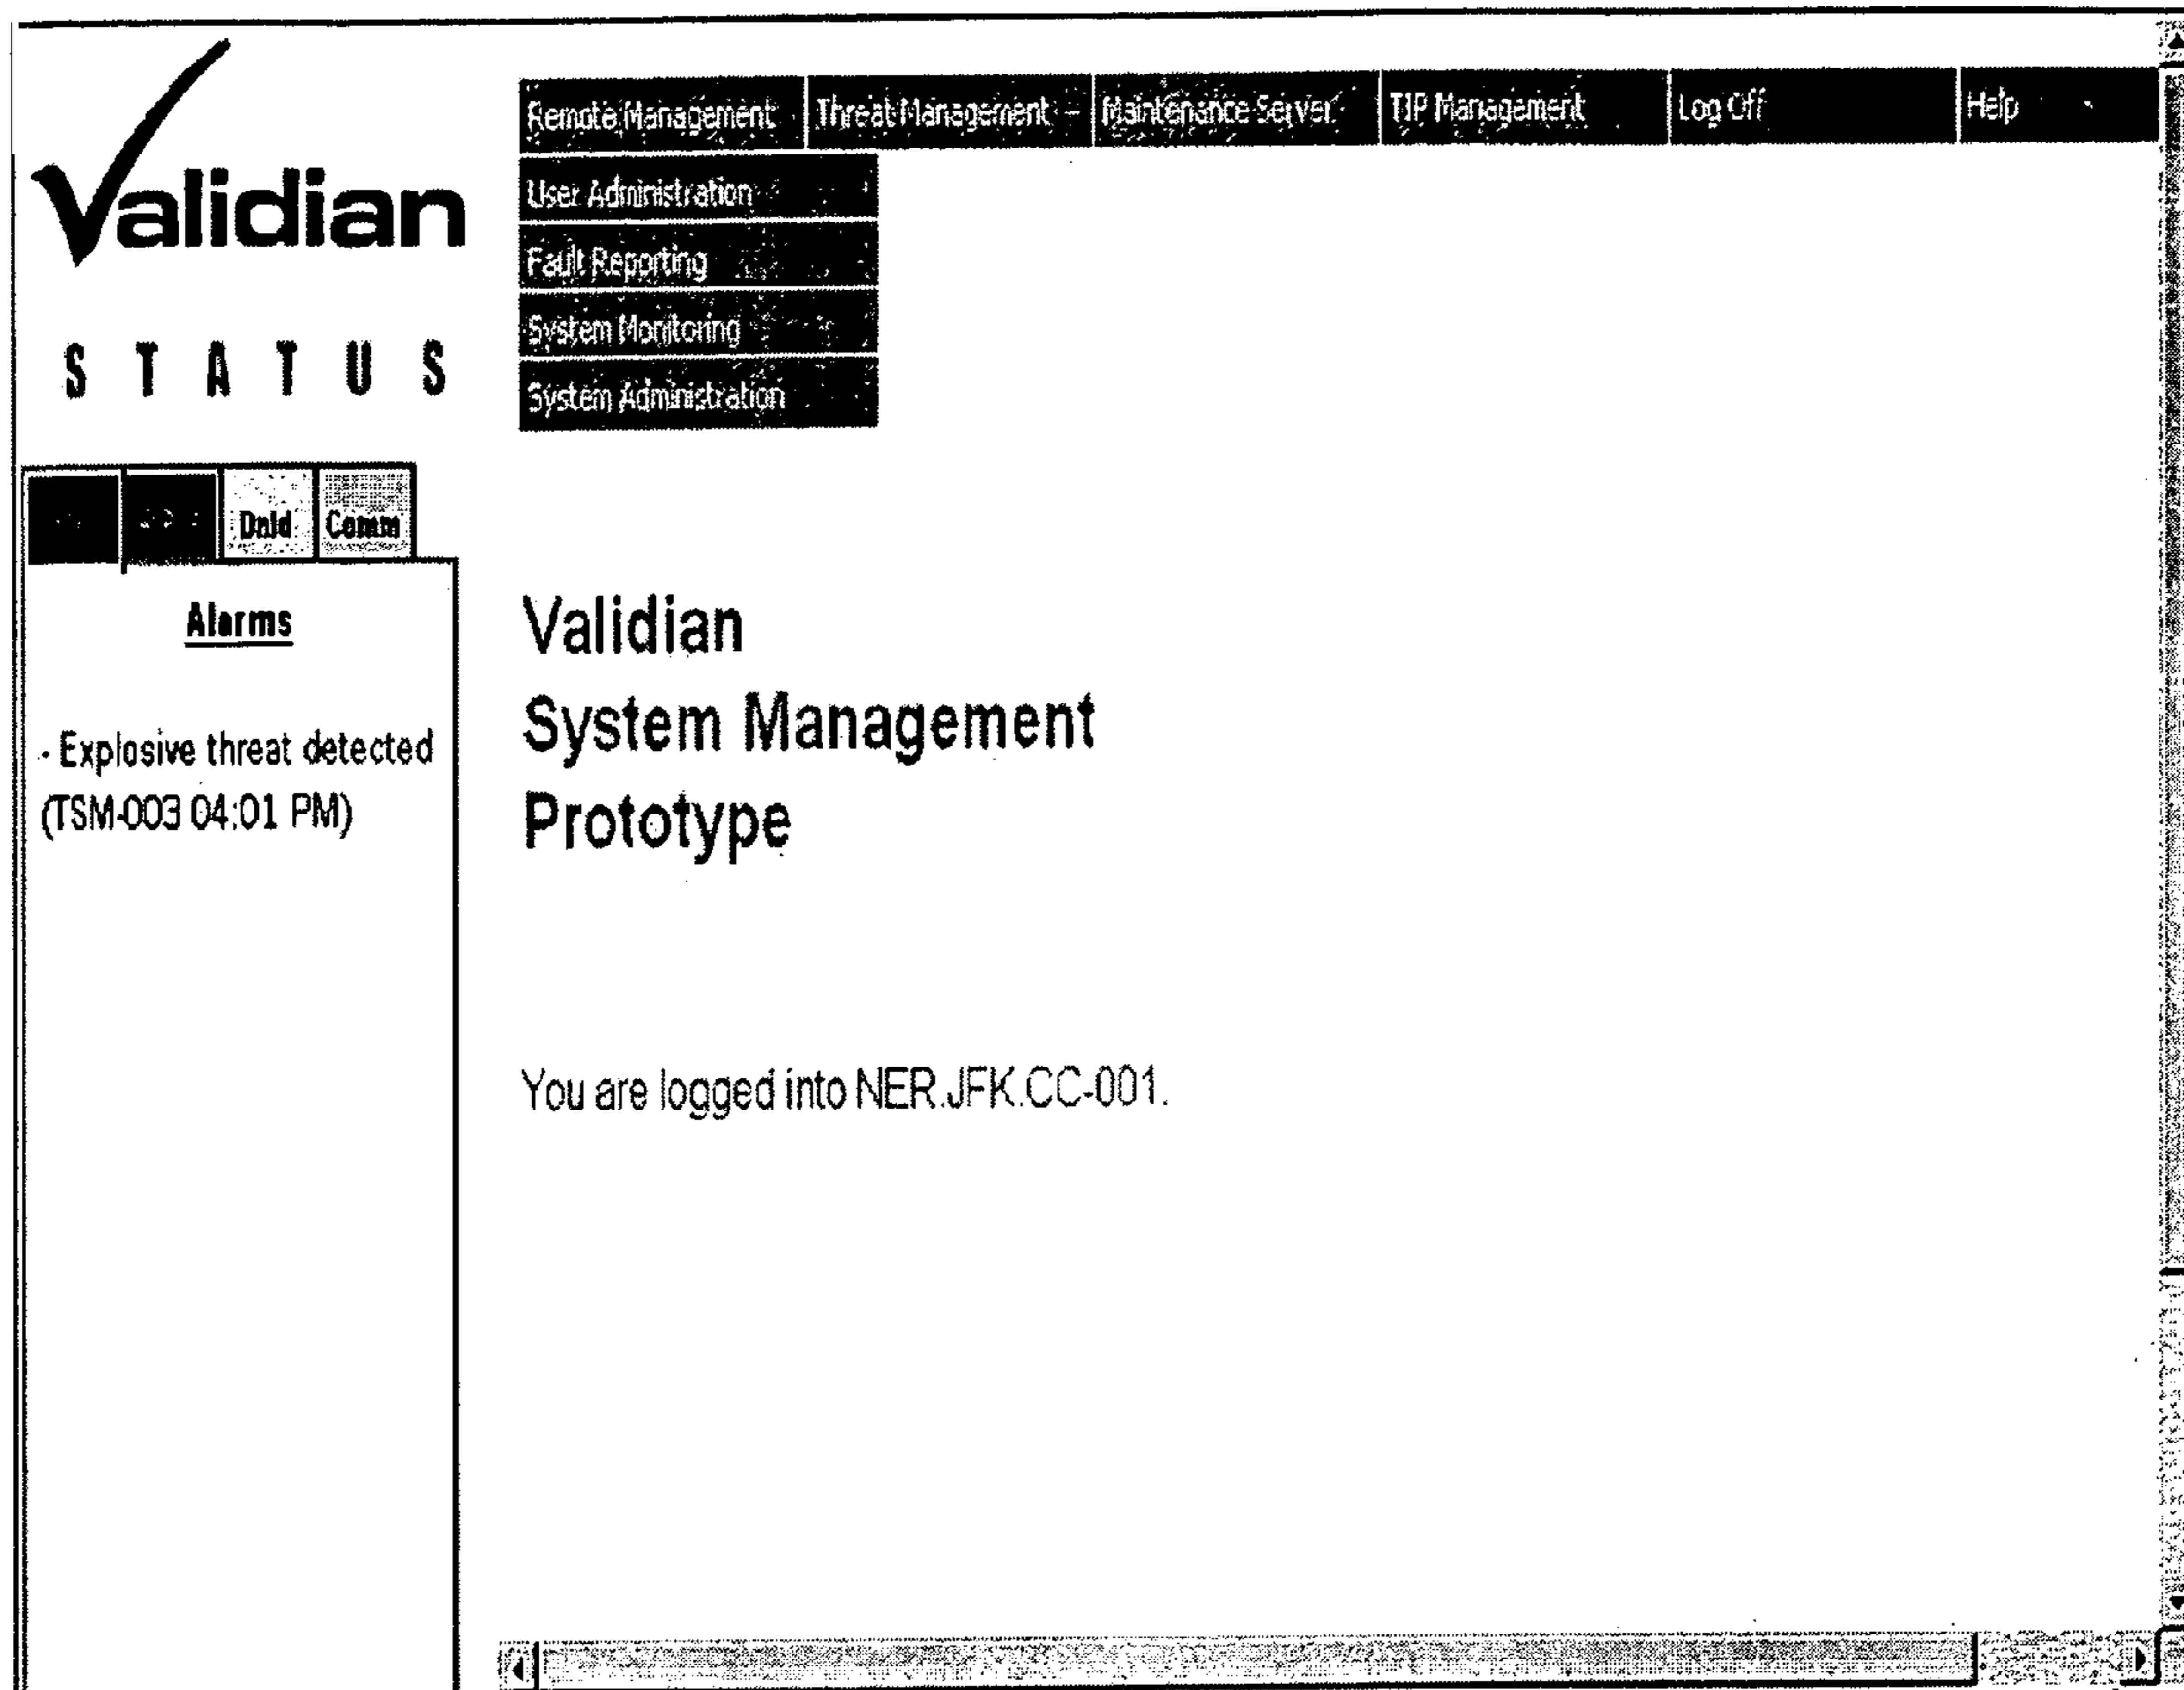 Validian
STATUS
Remote Management Threat Management Maintenance Server TIP Management Log Off Help
User Administration
Fault Reporting
System Monitoring
System Administration
Dnld Comm
Alarms
- Explosive threat detected
(TSM-003 04:01 PM)
Validian
System Management
Prototype
You are logged into NER.JFK.CC-001.